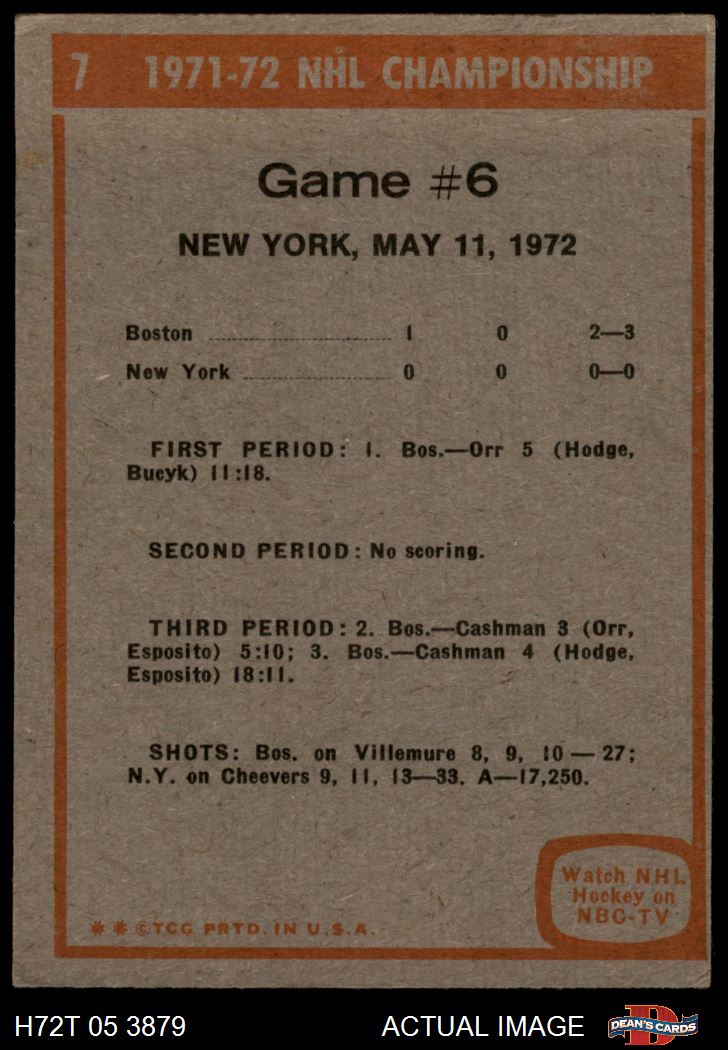 7 1971-72 NHL CHAMPIONSHIP
Game #6
NEW YORK, MAY 11, 1972
Boston ........................................ 1 0 2—3
New York ................................ 0 0 0—0
FIRST PERIOD: 1. Bos.—Orr 5 (Hodge,
Bucyk) 11:18.
SECOND PERIOD: No scoring.
THIRD PERIOD: 2. Bos.—Cashman 3 (Orr,
Esposito) 5:10; 3. Bos.—Cashman 4 (Hodge,
Esposito) 18:11.
SHOTS: Bos. on Villemure 8, 9, 10—27;
N.Y. on Cheevers 9, 11, 13—33. A—17,250.
Watch NHL
Hockey on
NBC-TV
* * ©TCG PRTD. IN U.S.A.
H72T 05 3879 ACTUAL IMAGE D DEAN'S CARDS